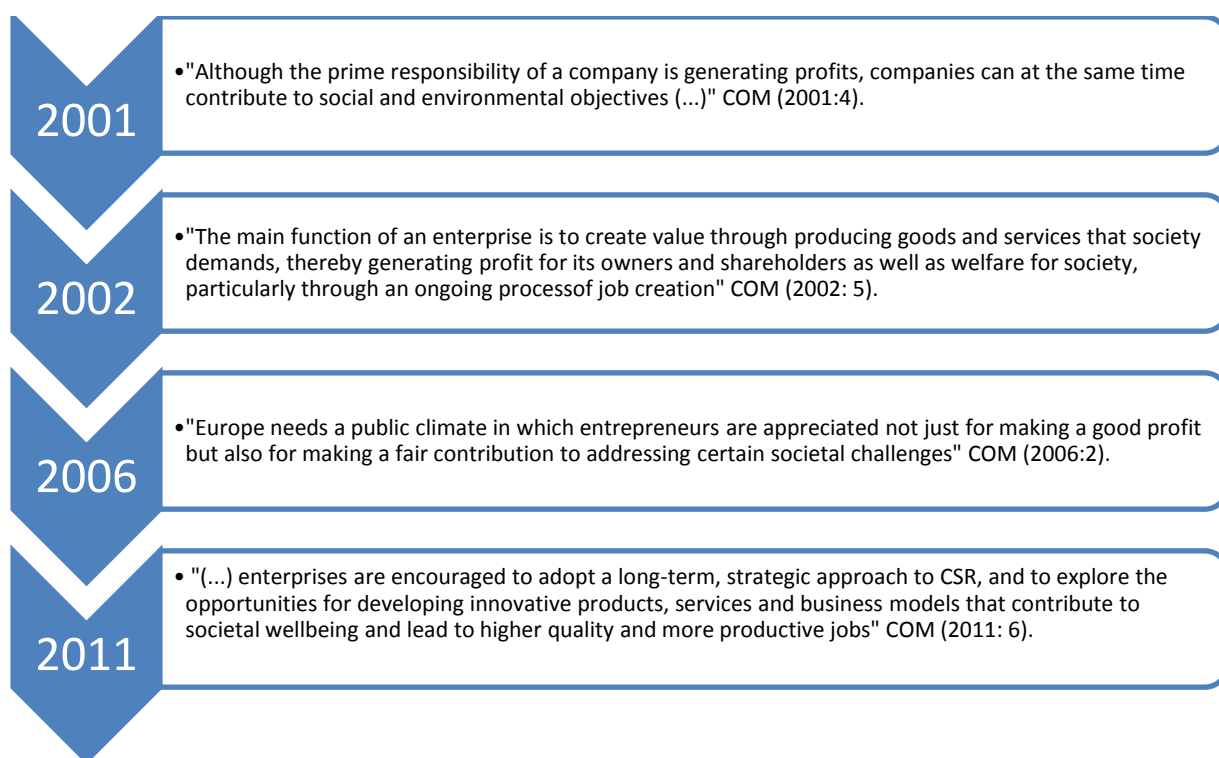 2001
•"Although the prime responsibility of a company is generating profits, companies can at the same time
contribute to social and environmental objectives (...)" COM (2001:4).
2002
•"The main function of an enterprise is to create value through producing goods and services that society
demands, thereby generating profit for its owners and shareholders as well as welfare for society,
particularly through an ongoing processof job creation" COM (2002: 5).
2006
•"Europe needs a public climate in which entrepreneurs are appreciated not just for making a good profit
but also for making a fair contribution to addressing certain societal challenges" COM (2006:2).
2011
• "(...) enterprises are encouraged to adopt a long-term, strategic approach to CSR, and to explore the
opportunities for developing innovative products, services and business models that contribute to
societal wellbeing and lead to higher quality and more productive jobs" COM (2011: 6).